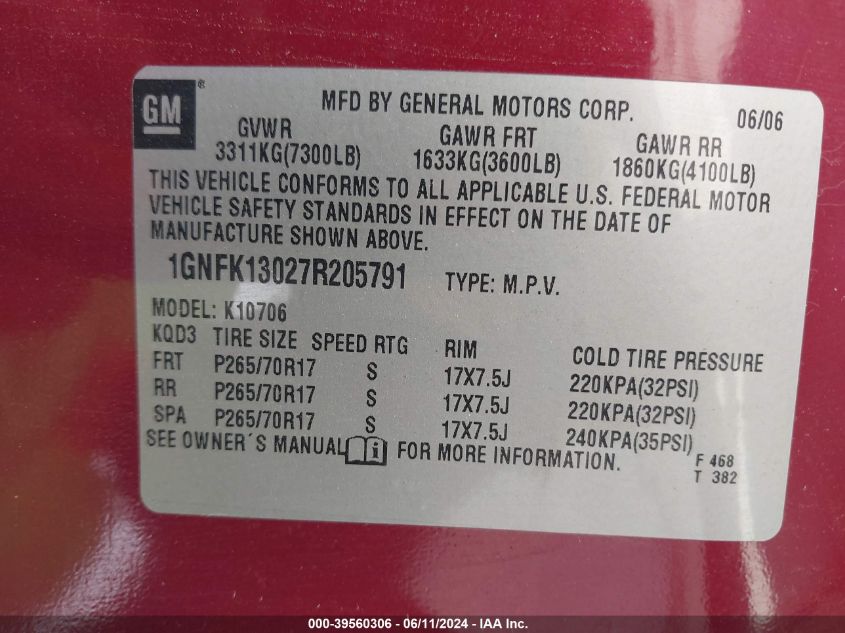 GM ®
MFD BY GENERAL MOTORS CORP. 06/06
GVWR GAWR FRT GAWR RR
3311KG(7300LB) 1633KG(3600LB) 1860KG(4100LB)
THIS VEHICLE CONFORMS TO ALL APPLICABLE U.S. FEDERAL MOTOR
VEHICLE SAFETY STANDARDS IN EFFECT ON THE DATE OF
MANUFACTURE SHOWN ABOVE.
1GNFK13027R205791 TYPE: M.P.V.
MODEL: K10706
KQD3 TIRE SIZE SPEED RTG RIM COLD TIRE PRESSURE
FRT P265/70R17 S 17X7.5J 220KPA(32PSI)
RR P265/70R17 S 17X7.5J 220KPA(32PSI)
SPA P265/70R17 S 17X7.5J 240KPA(35PSI)
SEE OWNER´S MANUAL FOR MORE INFORMATION.
F 468
T 382
000-39560306 - 06/11/2024 - IAA Inc.